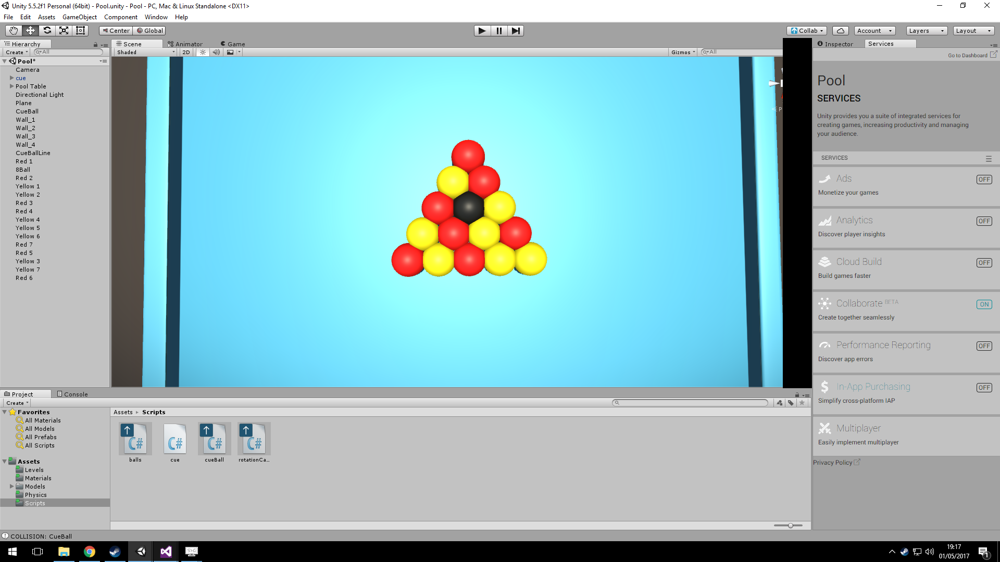 Unity 5.5.2f1 Personal (64bit) - Pool.unity - Pool - PC, Mac & Linux Standalone <DX11>
File Edit Assets GameObject Component Window Help
Center Global Collab Account Layers Layout
Hierarchy
Create All
Pool*
Camera
cue
Pool Table
Directional Light
Plane
CueBall
Wall_1
Wall_2
Wall_3
Wall_4
CueBallLine
Red 1
8Ball
Red 2
Yellow 1
Yellow 2
Red 3
Red 4
Yellow 4
Yellow 5
Yellow 6
Red 7
Red 5
Yellow 3
Yellow 7
Red 6
Scene Animator Game
Shaded 2D Gizmos All
P
Inspector Services
Go to Dashboard
Pool
SERVICES
Unity provides you a suite of integrated services for
creating games, increasing productivity and managing
your audience.
SERVICES
Ads OFF
Monetize your games
Analytics OFF
Discover player insights
Cloud Build OFF
Build games faster
Collaborate BETA ON
Create together seamlessly
Performance Reporting OFF
Discover app errors
In-App Purchasing OFF
Simplify cross-platform IAP
Multiplayer
Easily implement multiplayer
Privacy Policy
Project Console
Create
Favorites
All Materials
All Models
All Prefabs
All Scripts
Assets
Levels
Materials
Models
Physics
Scripts
Assets Scripts
C# C# C# C#
balls cue cueBall rotationCa...
COLLISION: CueBall
S>G
19:17
01/05/2017
1